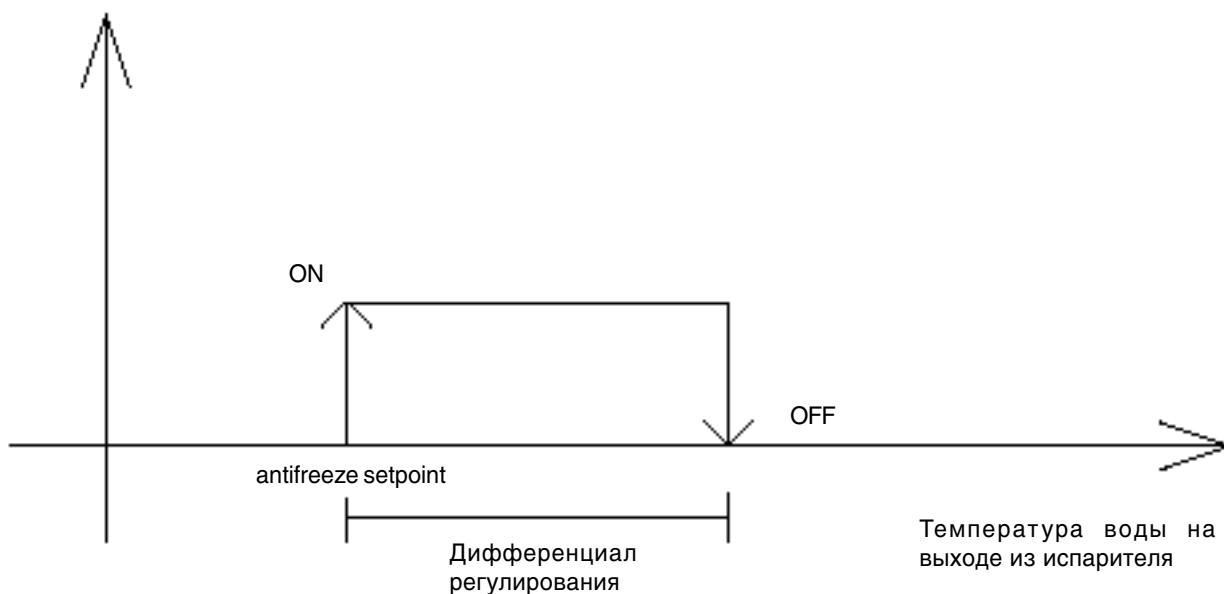 ON
OFF
antifreeze setpoint
Дифференциал
регулирования
Температура воды на
выходе из испарителя